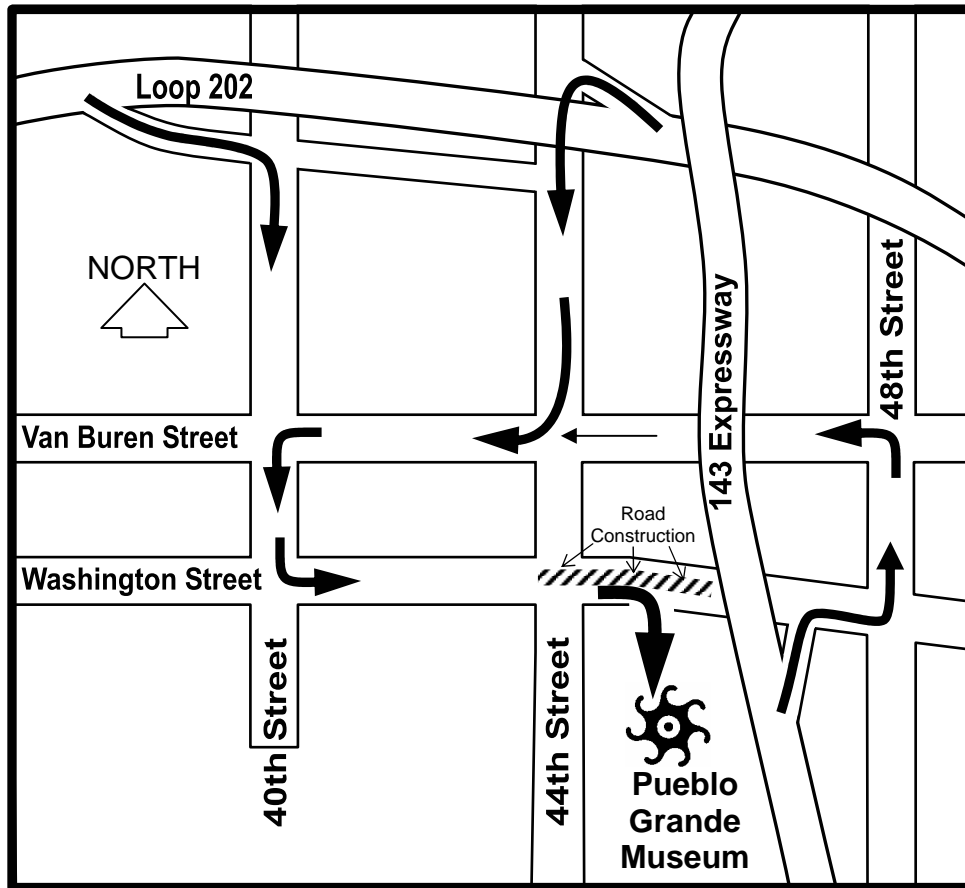 Loop 202
NORTH
48th Street
143 Expressway
Van Buren Street
Road
Construction
Washington Street
40th Street
44th Street
Pueblo
Grande
Museum